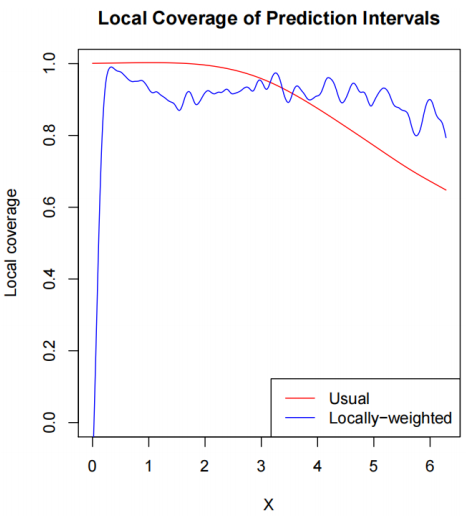 Local Coverage of Prediction Intervals
1.0
0.8
0.6
0.4
0.2
0.0
Local coverage
Usual
Locally−weighted
0 1 2 3 4 5 6
X